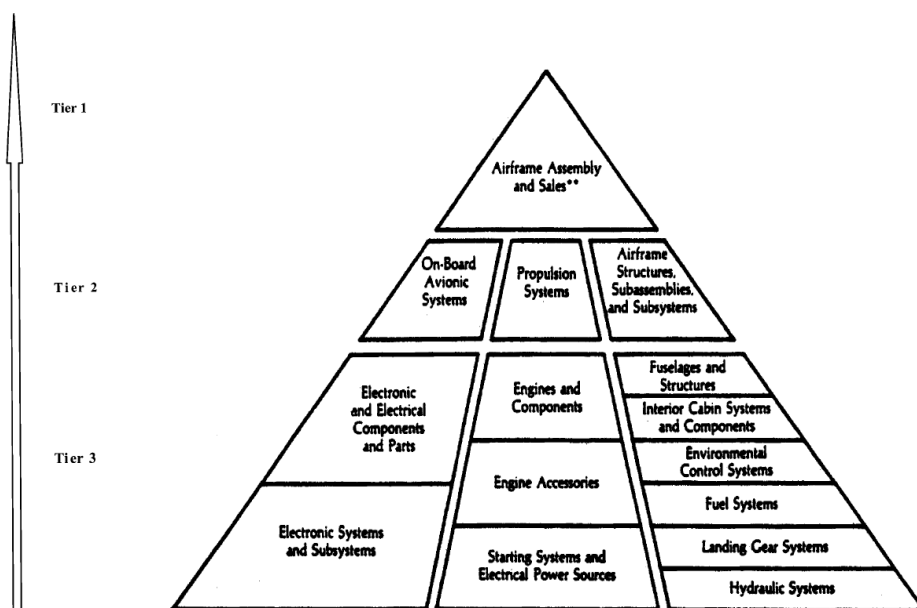 Tier 1
Airframe Assembly
and Sales**
Tier 2
On-Board
Avionic
Systems
Propulsion
Systems
Airframe
Structures,
Subassemblies,
and Subsystems
Tier 3
Electronic
and Electrical
Components
and Parts
Electronic Systems
and Subsystems
Engines and
Components
Engine Accessories
Starting Systems and
Electrical Power Sources
Fuselages and
Structures
Interior Cabin Systems
and Components
Environmental
Control Systems
Fuel Systems
Landing Gear Systems
Hydraulic Systems